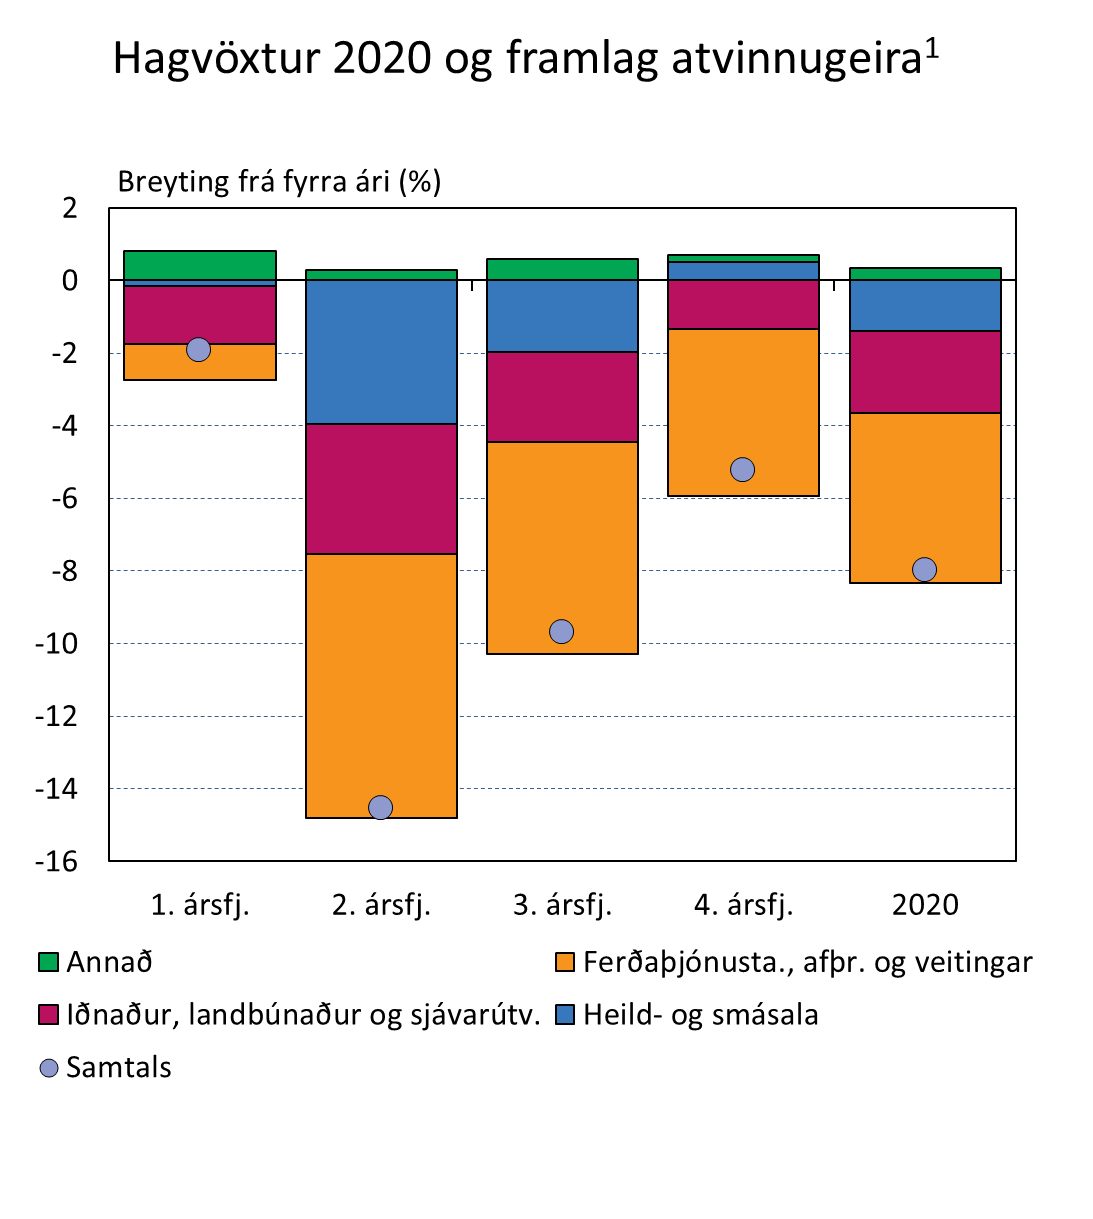 Hagvöxtur 2020 og framlag atvinnugeira¹
Breyting frá fyrra ári (%)
2
0
-2
-4
-6
-8
-10
-12
-14
-16
1. ársfj. 2. ársfj. 3. ársfj. 4. ársfj. 2020
Annað Ferðaþjónusta., afþr. og veitingar
Iðnaður, landbúnaður og sjávarútv. Heild- og smásala
Samtals